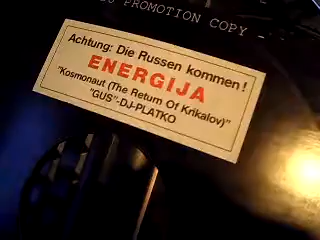 PROMOTION COPY
Achtung: Die Russen kommen!
ENERGIJA
"Kosmonaut (The Return Of Krikalov)"
"GUS"-DJ-PLATKO